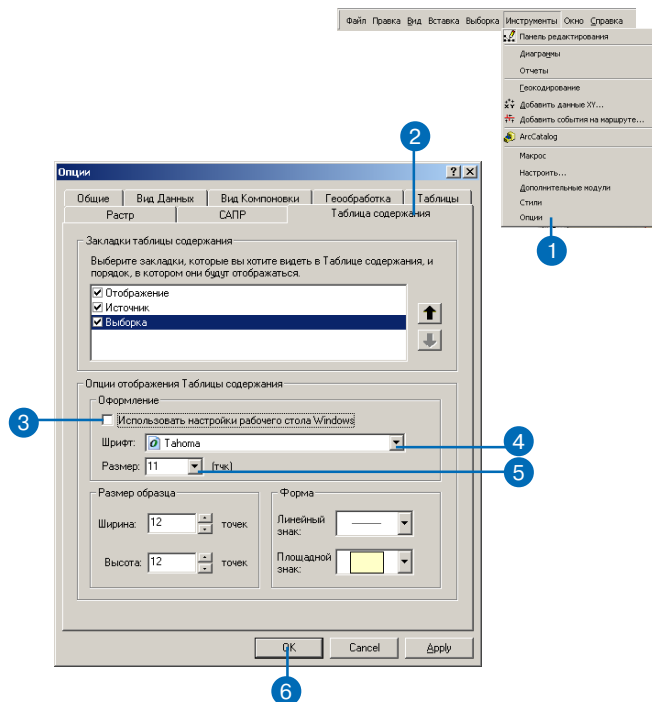 Файл Правка Вид Вставка Выборка Инструменты Окно Справка
Панель редактирования
Диаграммы
Отчеты
Геокодирование
Добавить данные XY...
Добавить события на маршруте...
ArcCatalog
Макрос
Настроить...
Дополнительные модули
Стили
Опции
1
2
Опции
Общие Вид Данных Вид Компоновки Геообработка Таблицы
Растр САПР Таблица содержания
Закладки таблицы содержания
Выберите закладки, которые вы хотите видеть в Таблице содержания, и
порядок, в котором они будут отображаться.
Отображение
Источник
Выборка
Опции отображения Таблицы содержания
Оформление
3
Использовать настройки рабочего стола Windows
Шрифт: Tahoma
4
Размер: 11 (тчк)
5
Размер образца
Ширина: 12 точек
Высота: 12 точек
Форма
Линейный
знак:
Площадной
знак:
OK Cancel Apply
6